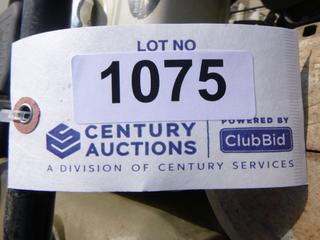 LOT NO
1075
CENTURY
AUCTIONS
POWERED BY
ClubBid
A DIVISION OF CENTURY SERVICES